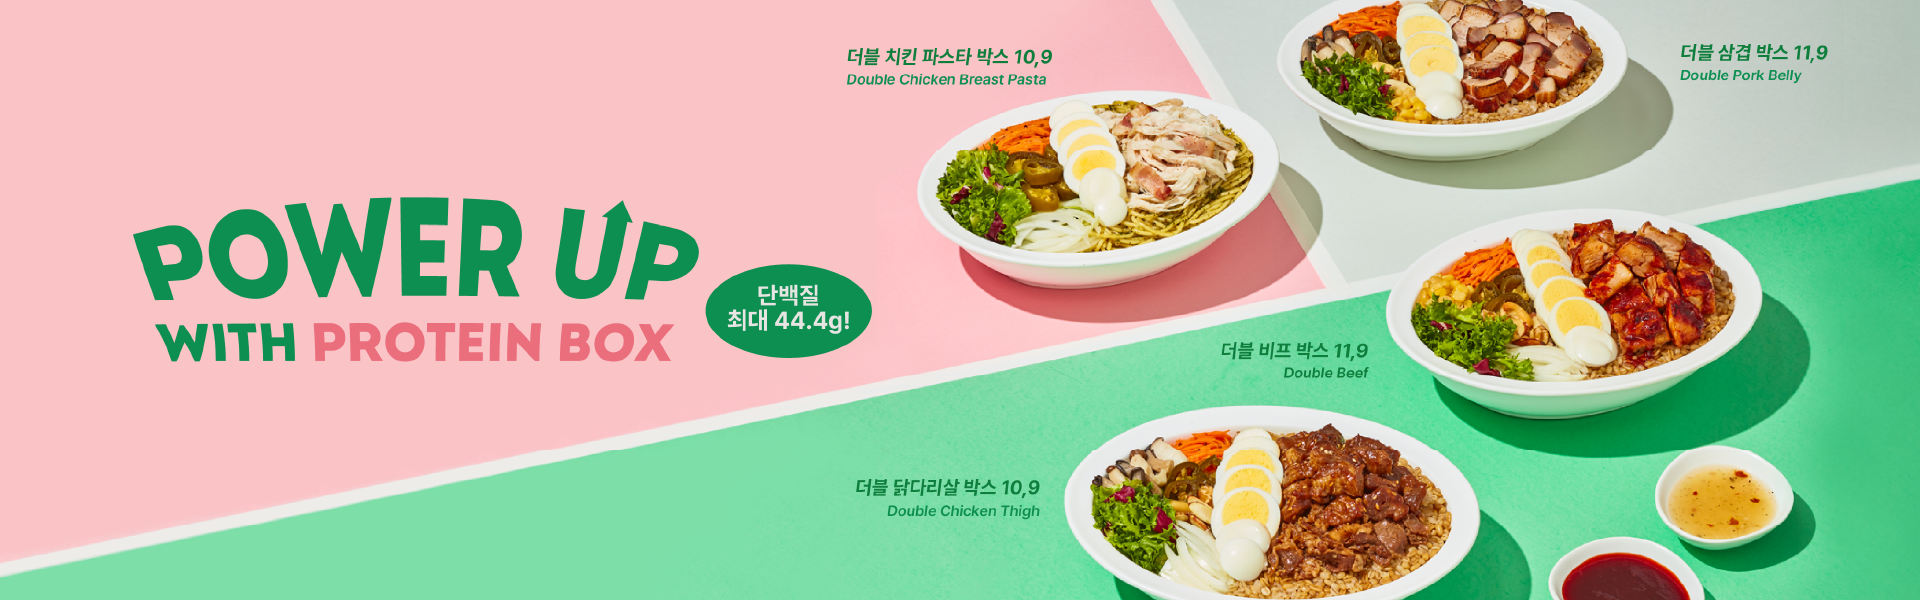 POWER UP
WITH PROTEIN BOX
단백질
최대 44.4g!
더블 치킨 파스타 박스 10,9
Double Chicken Breast Pasta
더블 삼겹 박스 11,9
Double Pork Belly
더블 비프 박스 11,9
Double Beef
더블 닭다리살 박스 10,9
Double Chicken Thigh